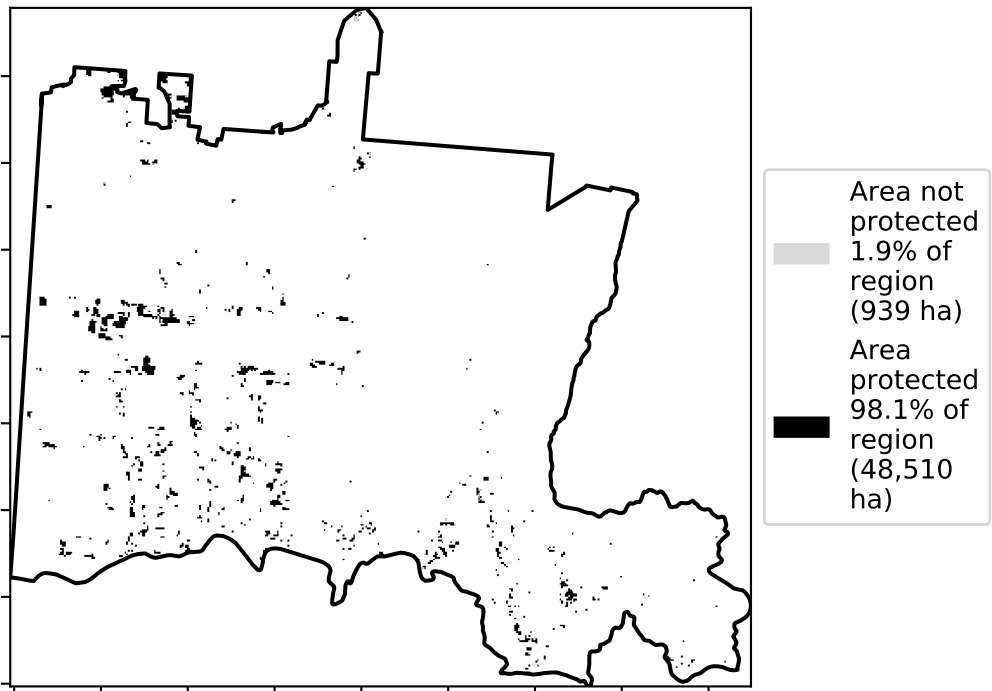 Area not
protected
1.9% of
region
(939 ha)
Area
protected
98.1% of
region
(48,510
ha)